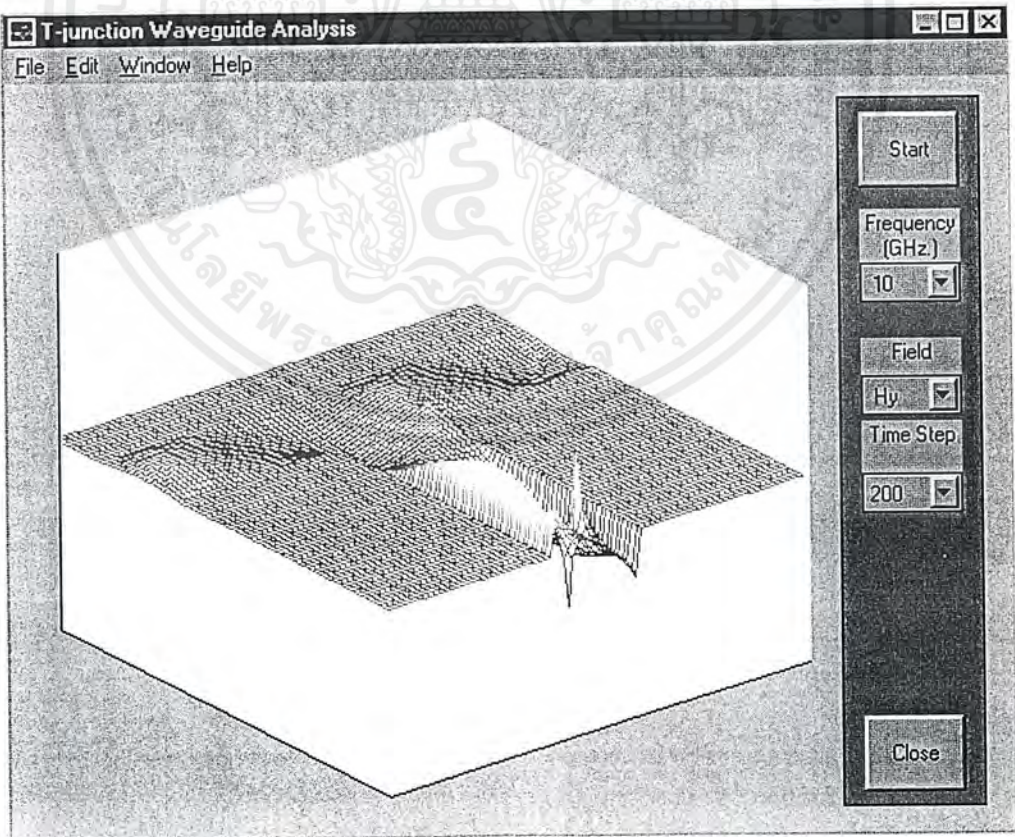 T-junction Waveguide Analysis
File Edit Window Help
Start
Frequency
(GHz.)
10
Field
Hy
Time Step
200
Close